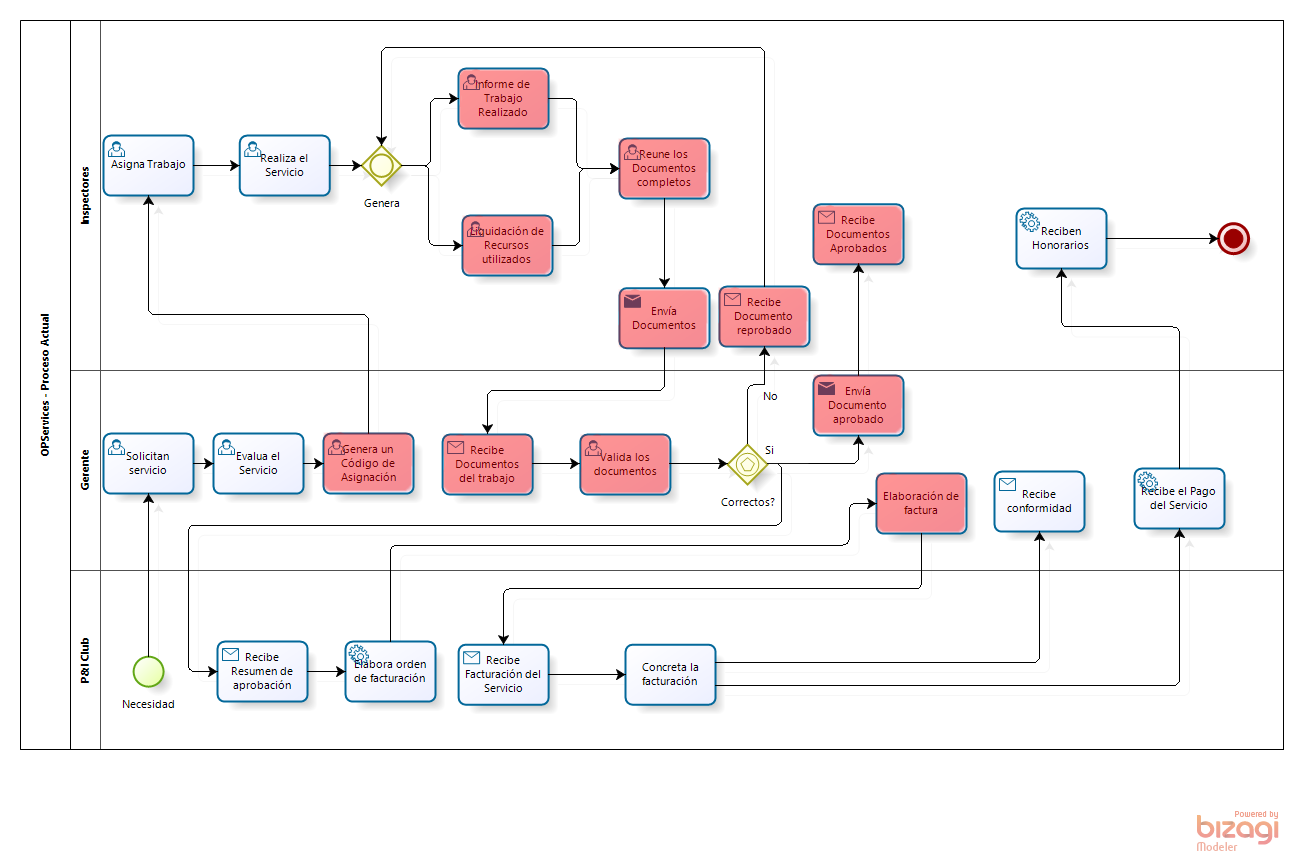 OPServices - Proceso Actual
Inspectores
Asigna Trabajo
Realiza el
Servicio
Genera
Informe de
Trabajo
Realizado
Liquidación de
Recursos
utilizados
Reune los
Documentos
completos
Envía
Documentos
Recibe
Documento
reprobado
Recibe
Documentos
Aprobados
Reciben
Honorarios
Gerente
Solicitan
servicio
Evalua el
Servicio
Genera un
Código de
Asignación
Recibe
Documentos
del trabajo
Valida los
documentos
Correctos?
No
Si
Envía
Documento
aprobado
Elaboración de
factura
Recibe
conformidad
Recibe el Pago
del Servicio
P&I Club
Necesidad
Recibe
Resumen de
aprobación
Elabora orden
de facturación
Recibe
Facturación del
Servicio
Concreta la
facturación
Powered by
bizagi
Modeler